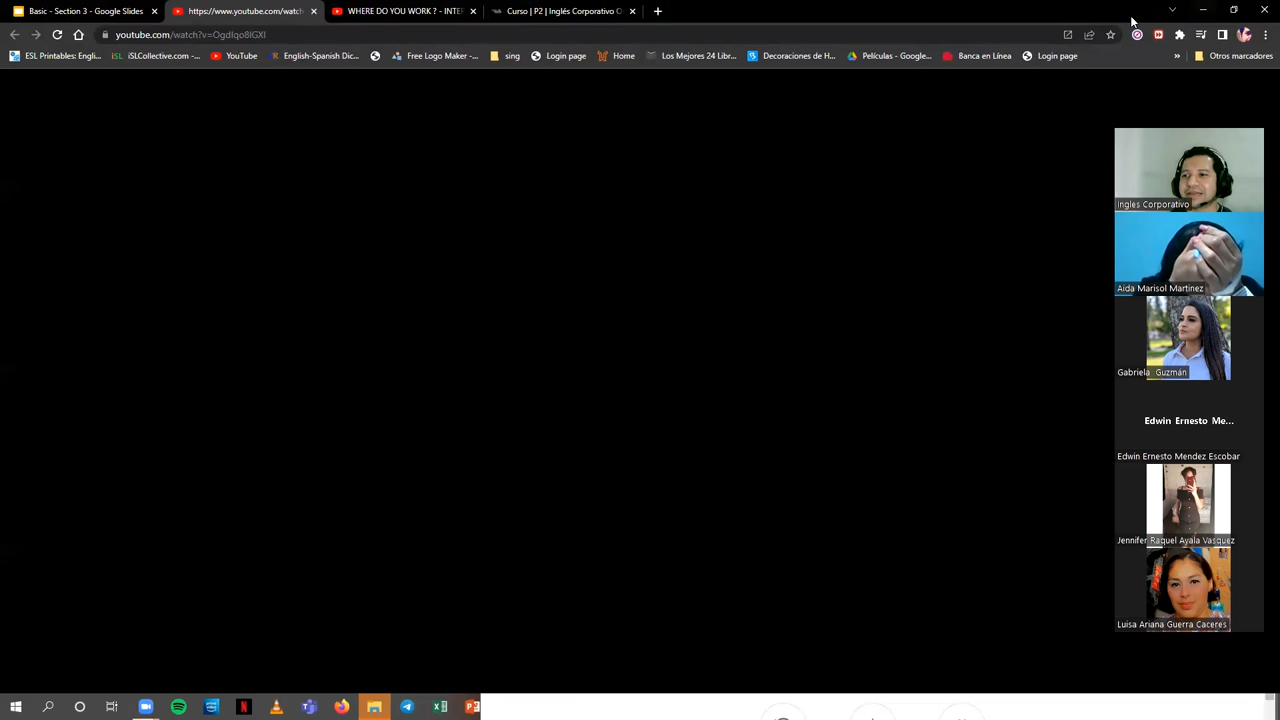 Basic - Section 3 - Google Slides
https://www.youtube.com/watch
WHERE DO YOU WORK ? - INTER
Curso | P2 | Inglés Corporativo O
youtube.com/watch?v=OgdIqo8lGXI
ESL Printables: Engli...
iSL
iSLCollective.com -...
YouTube
English-Spanish Dic...
Free Logo Maker -...
sing
Login page
Home
Los Mejores 24 Libr...
Decoraciones de H...
Películas - Google...
Banca en Línea
Login page
»
Otros marcadores
Ingles Corporativo
Aida Marisol Martinez
Gabriela Guzmán
Edwin Ernesto Me...
Edwin Ernesto Mendez Escobar
Jennifer Raquel Ayala Vasquez
Luisa Ariana Guerra Caceres